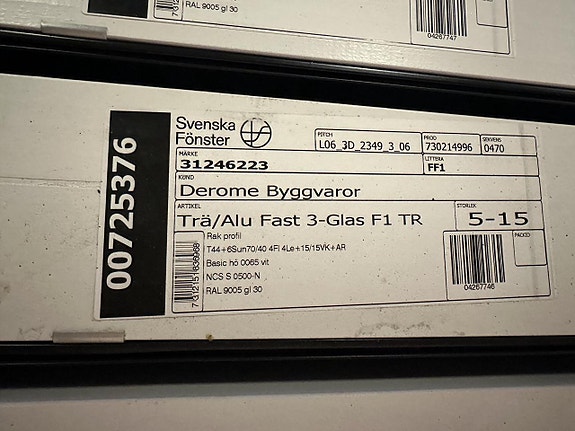 RAL 9005 gl 30
04267747
00725376
Svenska
Fönster
PITCH
L06_3D_2349_3_06
PROD
730214996
SEKVENS
0470
MÄRKE
31246223
LITTERA
FF1
KUND
Derome Byggvaror
ARTIKEL
Trä/Alu Fast 3-Glas F1 TR
STORLEK
5-15
Rak profil
T44+6Sun70/40 4Fl 4Le+15/15VK+AR
Basic hö 0065 vit
NCS S 0500-N
RAL 9005 gl 30
PACKID
04267746